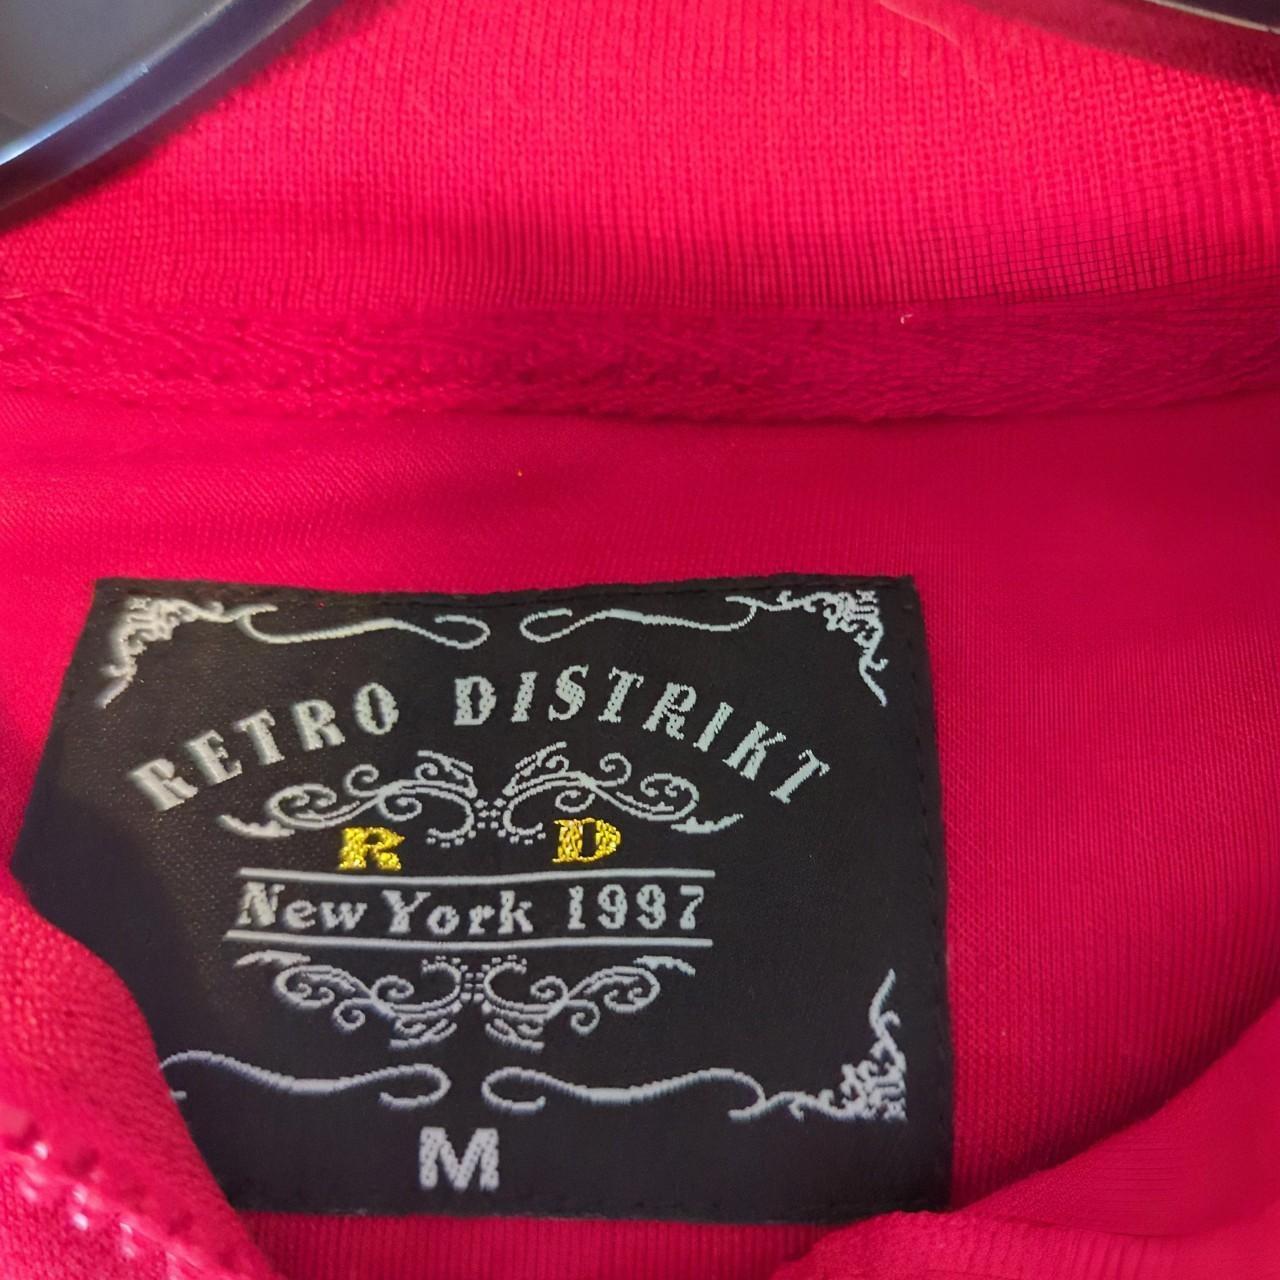 RETRO DISTRIKT
R D
New York 1997
M